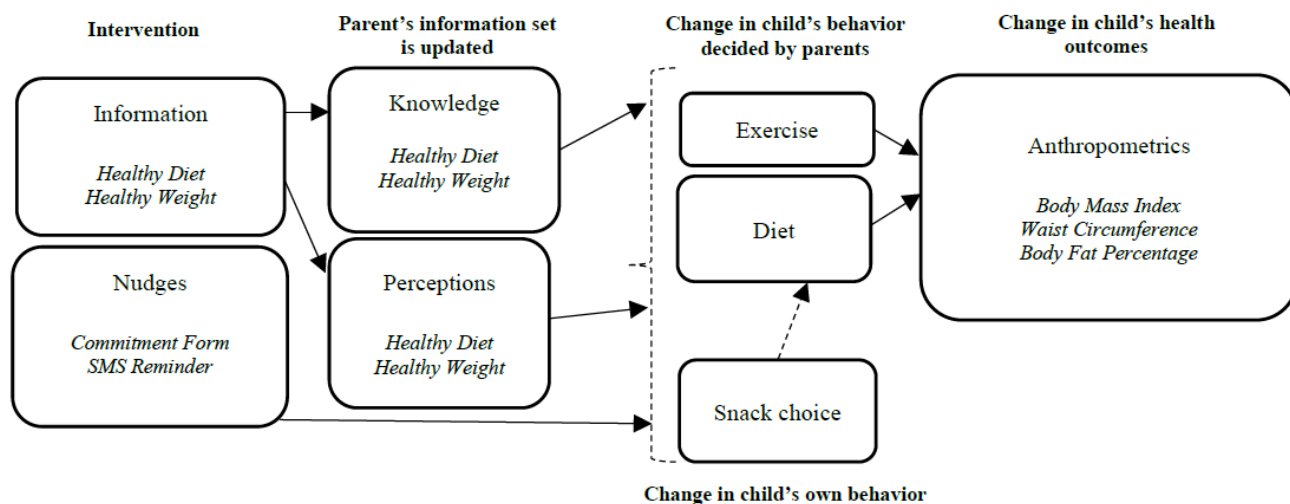 Intervention
Parent's information set
is updated
Change in child's behavior
decided by parents
Change in child's health
outcomes
Information
Healthy Diet
Healthy Weight
Knowledge
Healthy Diet
Healthy Weight
Exercise
Diet
Anthropometrics
Body Mass Index
Waist Circumference
Body Fat Percentage
Nudges
Commitment Form
SMS Reminder
Perceptions
Healthy Diet
Healthy Weight
Snack choice
Change in child's own behavior